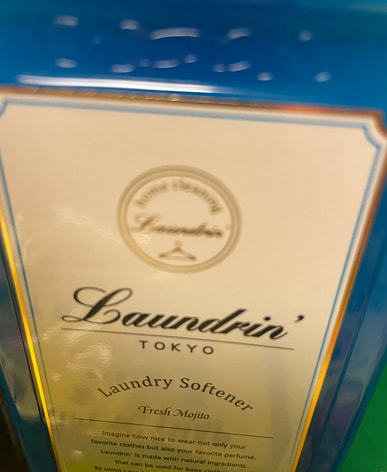 Home Cleaning
Laundrin'
Laundrin'
TOKYO
Laundry Softener
Fresh Mojito
Imagine how nice to wear not only your
favorite clothes but also your favorite perfume.
Laundrin' is made with natural ingredients
that can be used for baby